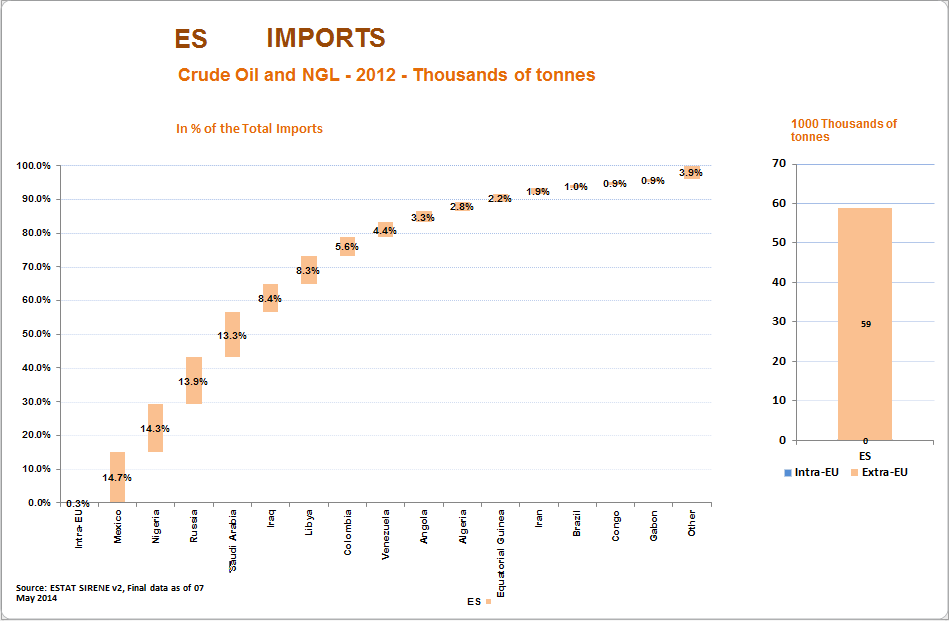 ES IMPORTS
Crude Oil and NGL - 2012 - Thousands of tonnes
In % of the Total Imports
100.0%
90.0%
80.0%
70.0%
60.0%
50.0%
40.0%
30.0%
20.0%
10.0%
0.0%
0.3%
14.7%
14.3%
13.9%
13.3%
8.4%
8.3%
5.6%
4.4%
3.3%
2.8%
2.2%
1.9%
1.0%
0.9%
0.9%
3.9%
Intra-EU
Mexico
Nigeria
Russia
Saudi Arabia
Iraq
Libya
Colombia
Venezuela
Angola
Algeria
Equatorial Guinea
Iran
Brazil
Congo
Gabon
Other
ES
1000 Thousands of
tonnes
70
60
50
40
30
20
10
0
59
0
ES
Intra-EU Extra-EU
Source: ESTAT SIRENE v2, Final data as of 07
May 2014